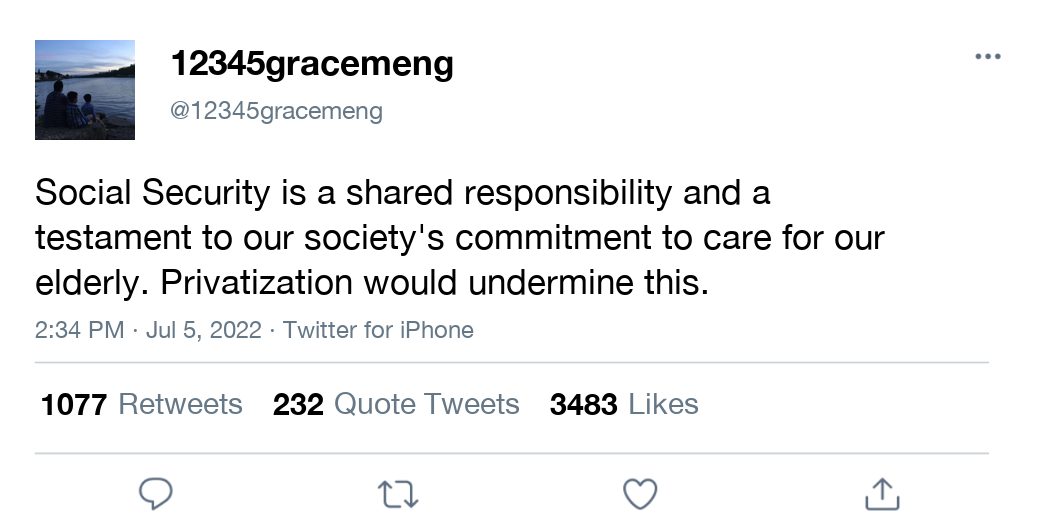 12345gracemeng
@12345gracemeng
Social Security is a shared responsibility and a
testament to our society's commitment to care for our
elderly. Privatization would undermine this.
2:34 PM · Jul 5, 2022 · Twitter for iPhone
1077 Retweets 232 Quote Tweets 3483 Likes